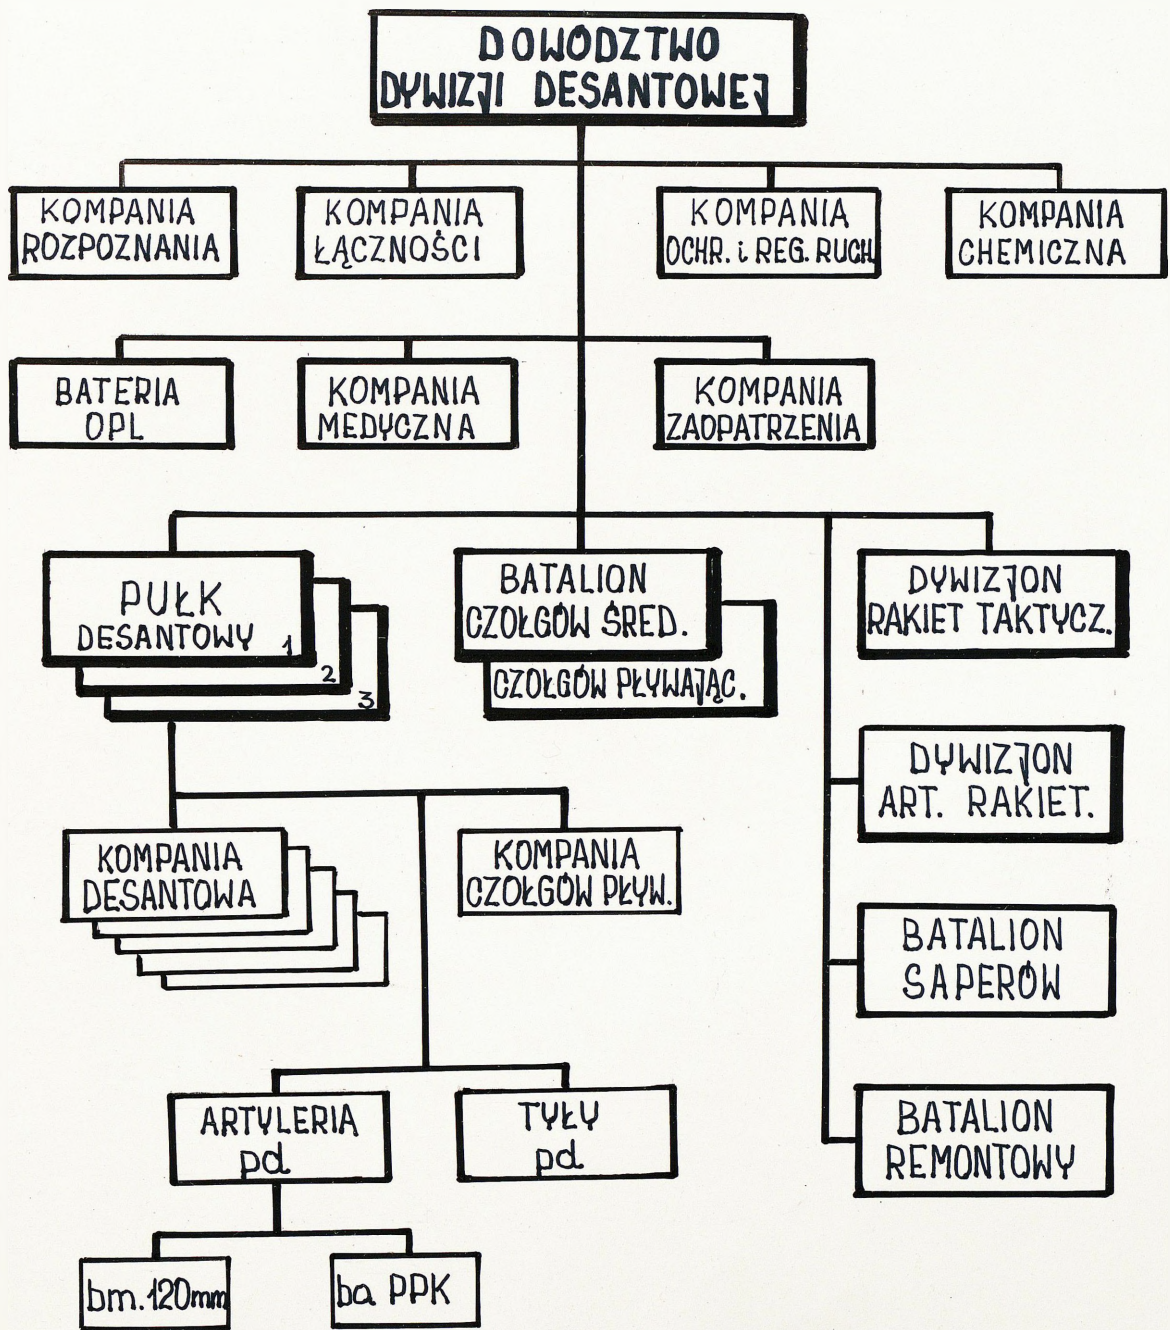 DOWÓDZTWO
DYWIZJI DESANTOWEJ
KOMPANIA
ROZPOZNANIA
KOMPANIA
ŁĄCZNOŚCI
KOMPANIA
OCHR. i REG. RUCH.
KOMPANIA
CHEMICZNA
BATERIA
OPL
KOMPANIA
MEDYCZNA
KOMPANIA
ZAOPATRZENIA
PUŁK
DESANTOWY 1
2
3
BATALION
CZOŁGÓW ŚRED.
CZOŁGÓW PŁYWAJĄC.
DYWIZJON
RAKIET TAKTYCZ.
DYWIZJON
ART. RAKIET.
KOMPANIA
DESANTOWA
KOMPANIA
CZOŁGÓW PŁYW.
BATALION
SAPERÓW
ARTYLERIA
pd
TYŁY
pd
BATALION
REMONTOWY
bm. 120mm
ba PPK